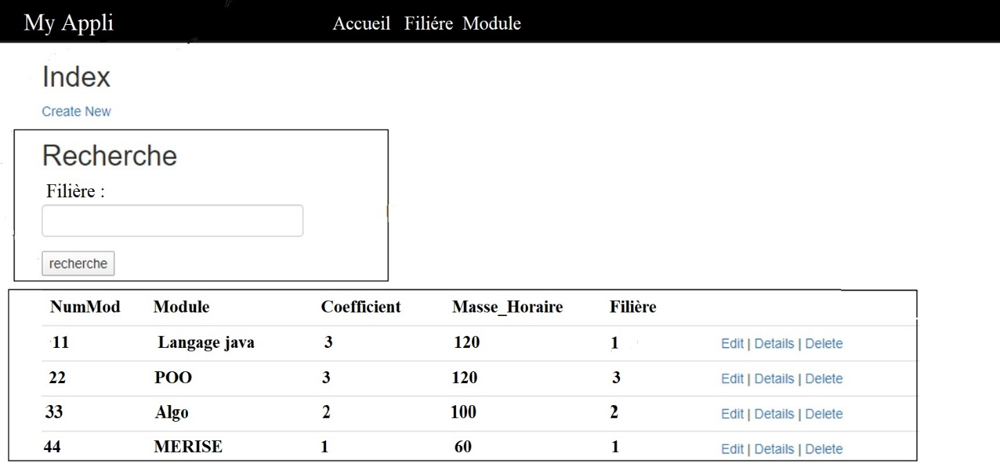 My Appli Accueil Filiére Module
Index
Create New
Recherche
Filière :
recherche
NumMod Module Coefficient Masse_Horaire Filière
11 Langage java 3 120 1 Edit | Details | Delete
22 POO 3 120 3 Edit | Details | Delete
33 Algo 2 100 2 Edit | Details | Delete
44 MERISE 1 60 1 Edit | Details | Delete